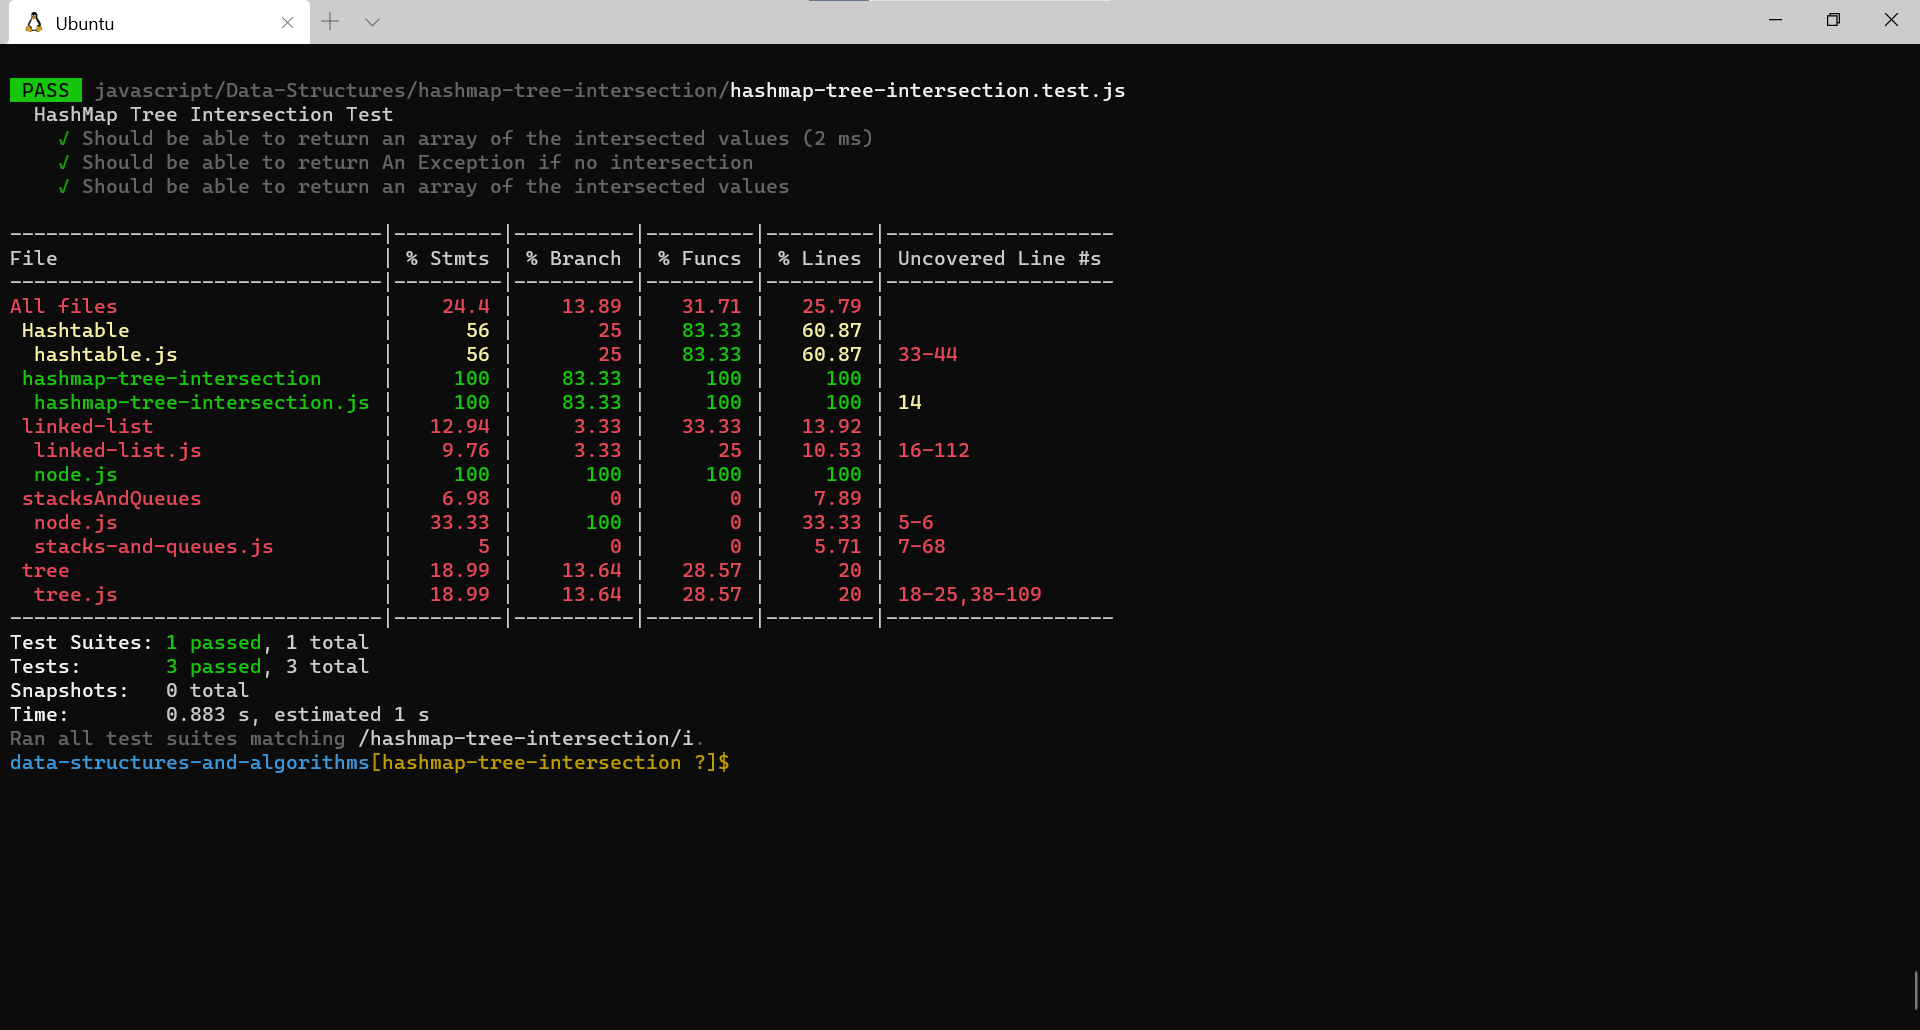 Ubuntu
PASS javascript/Data-Structures/hashmap-tree-intersection/hashmap-tree-intersection.test.js
HashMap Tree Intersection Test
√ Should be able to return an array of the intersected values (2 ms)
√ Should be able to return An Exception if no intersection
√ Should be able to return an array of the intersected values
-------------------------------|---------|----------|---------|---------|-------------------
File | % Stmts | % Branch | % Funcs | % Lines | Uncovered Line #s
-------------------------------|---------|----------|---------|---------|-------------------
All files | 24.4 | 13.89 | 31.71 | 25.79 |
Hashtable | 56 | 25 | 83.33 | 60.87 |
hashtable.js | 56 | 25 | 83.33 | 60.87 | 33-44
hashmap-tree-intersection | 100 | 83.33 | 100 | 100 |
hashmap-tree-intersection.js | 100 | 83.33 | 100 | 100 | 14
linked-list | 12.94 | 3.33 | 33.33 | 13.92 |
linked-list.js | 9.76 | 3.33 | 25 | 10.53 | 16-112
node.js | 100 | 100 | 100 | 100 |
stacksAndQueues | 6.98 | 0 | 0 | 7.89 |
node.js | 33.33 | 100 | 0 | 33.33 | 5-6
stacks-and-queues.js | 5 | 0 | 0 | 5.71 | 7-68
tree | 18.99 | 13.64 | 28.57 | 20 |
tree.js | 18.99 | 13.64 | 28.57 | 20 | 18-25,38-109
-------------------------------|---------|----------|---------|---------|-------------------
Test Suites: 1 passed, 1 total
Tests: 3 passed, 3 total
Snapshots: 0 total
Time: 0.883 s, estimated 1 s
Ran all test suites matching /hashmap-tree-intersection/i.
data-structures-and-algorithms[hashmap-tree-intersection ?]$